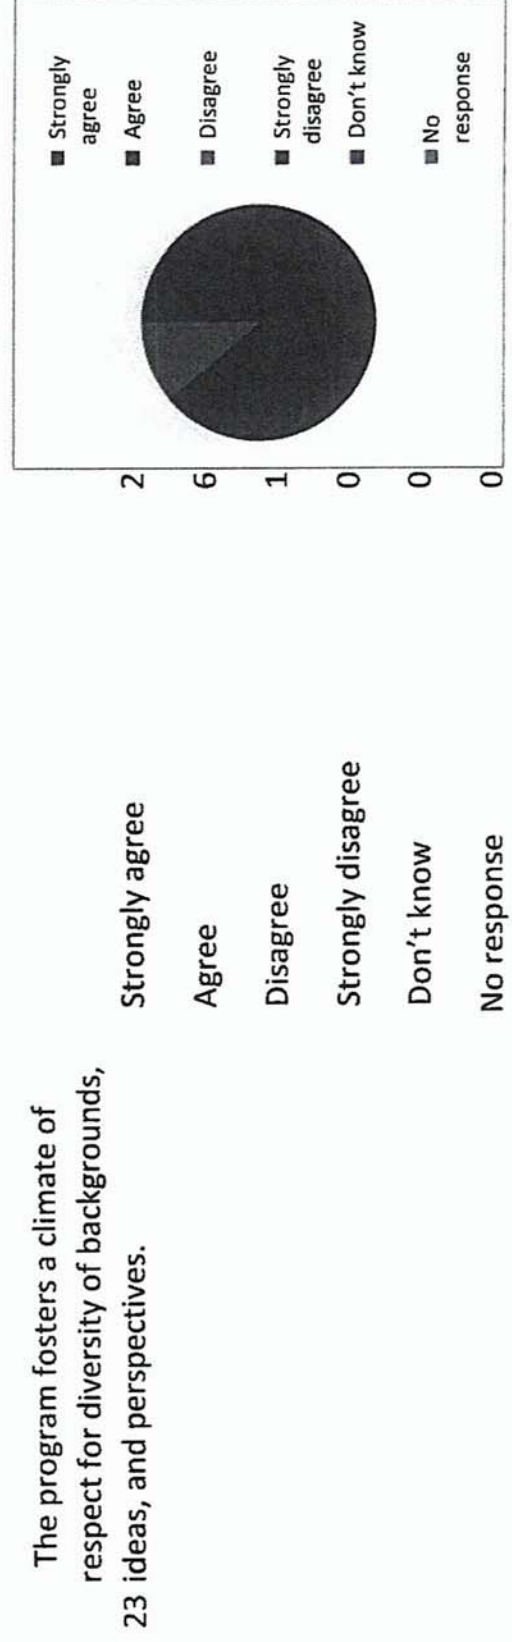 The program fosters a climate of
respect for diversity of backgrounds,
23 ideas, and perspectives.
Strongly agree 2
Agree 6
Disagree 1
Strongly disagree 0
Don't know 0
No response 0
Strongly
agree
Agree
Disagree
Strongly
disagree
Don't know
No
response